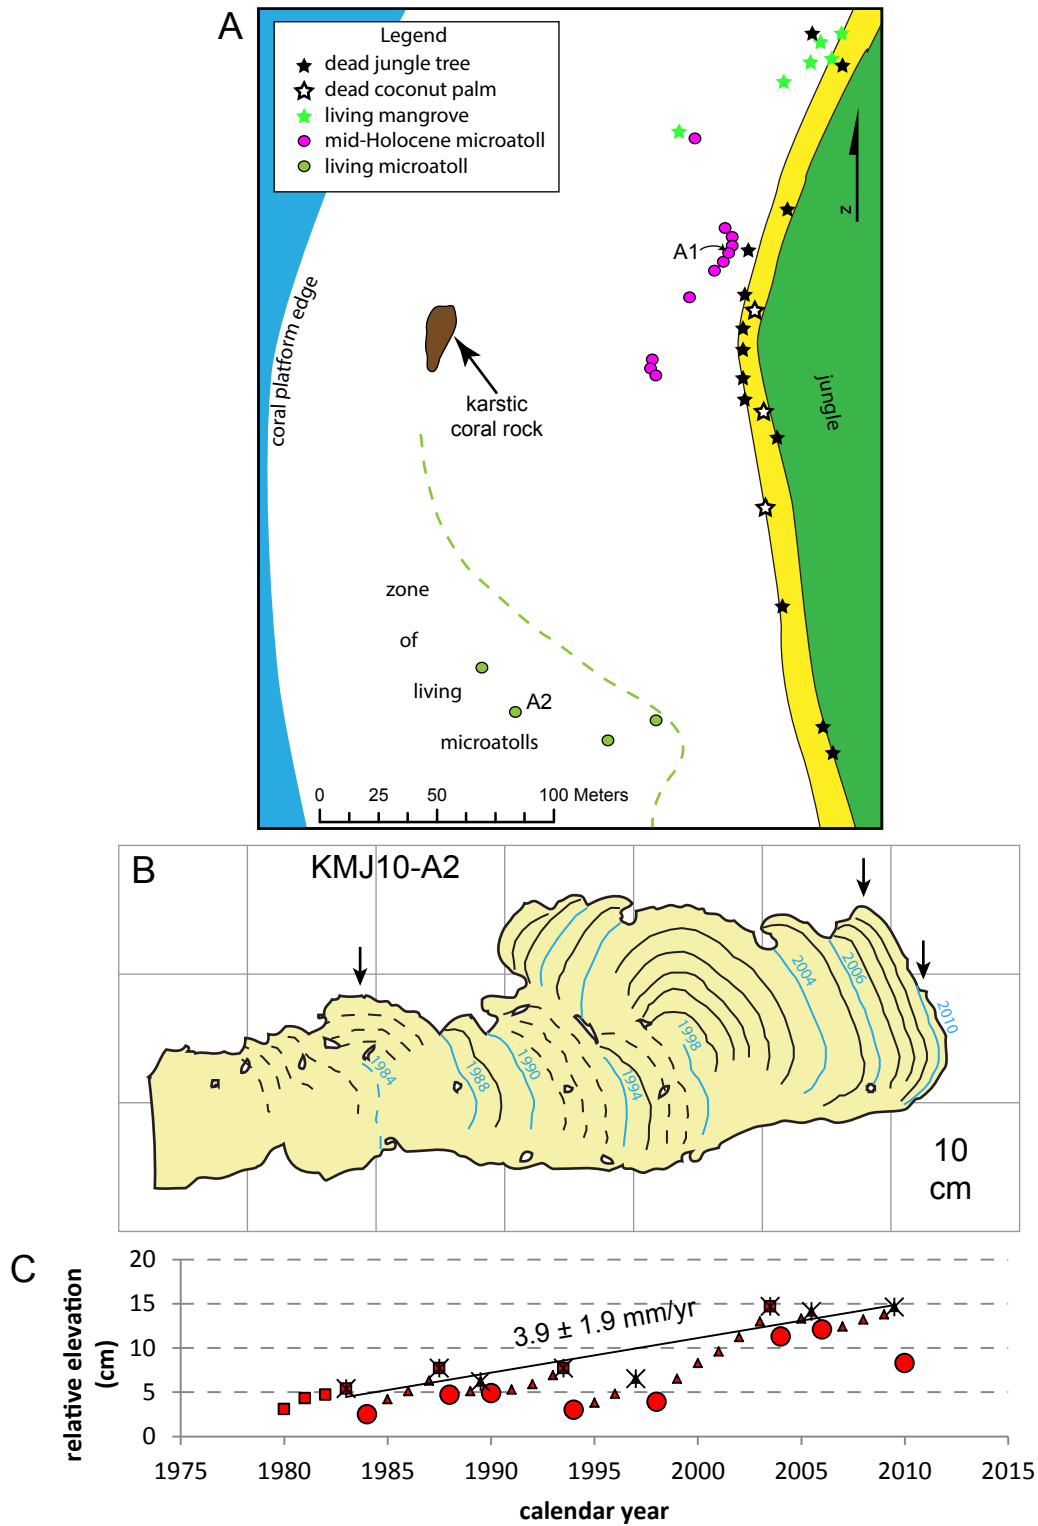 A
Legend
dead jungle tree
dead coconut palm
living mangrove
mid-Holocene microatoll
living microatoll
z
A1
coral platform edge
karstic
coral rock
jungle
zone
of
living
A2
microatolls
0 25 50 100 Meters
B
KMJ10-A2
1984
1988
1990
1994
1998
2004
2006
2010
10
cm
C
relative elevation
(cm)
20
15
10
5
0
3.9 ± 1.9 mm/yr
1975 1980 1985 1990 1995 2000 2005 2010 2015
calendar year